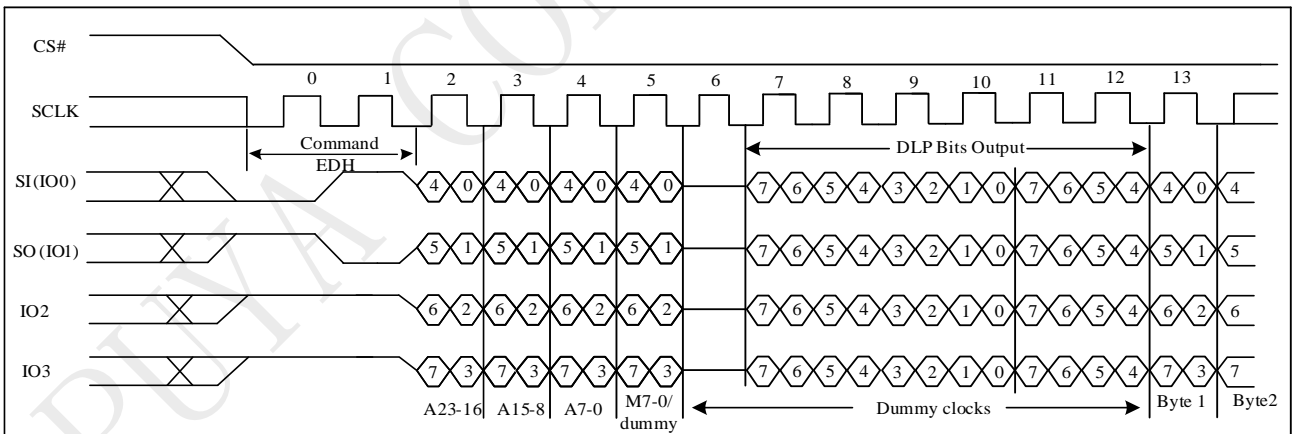 CS#
0 1 2 3 4 5 6 7 8 9 10 11 12 13
SCLK
Command
EDH
DLP Bits Output
SI(IO0)
4 0 4 0 4 0 4 0 7 6 5 4 3 2 1 0 7 6 5 4 4 0 4
SO(IO1)
5 1 5 1 5 1 5 1 7 6 5 4 3 2 1 0 7 6 5 4 5 1 5
IO2
6 2 6 2 6 2 6 2 7 6 5 4 3 2 1 0 7 6 5 4 6 2 6
IO3
7 3 7 3 7 3 7 3 7 6 5 4 3 2 1 0 7 6 5 4 7 3 7
A23-16 A15-8 A7-0 M7-0/ Dummy clocks Byte 1 Byte2
dummy
PUYA CON